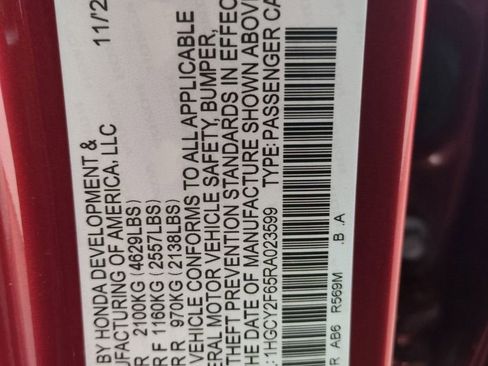 BY HONDA DEVELOPMENT &
FACTURING OF AMERICA, LLC 11/2
R 2100KG (4629LBS)
R F 1160KG (2557LBS)
R R 970KG (2138LBS)
VEHICLE CONFORMS TO ALL APPLICABLE
ERAL MOTOR VEHICLE SAFETY, BUMPER,
THEFT PREVENTION STANDARDS IN EFFEC
HE DATE OF MANUFACTURE SHOWN ABOVE
:1HGCY2F65RA023599 TYPE:PASSENGER CA
R AB6 R569M .B .A